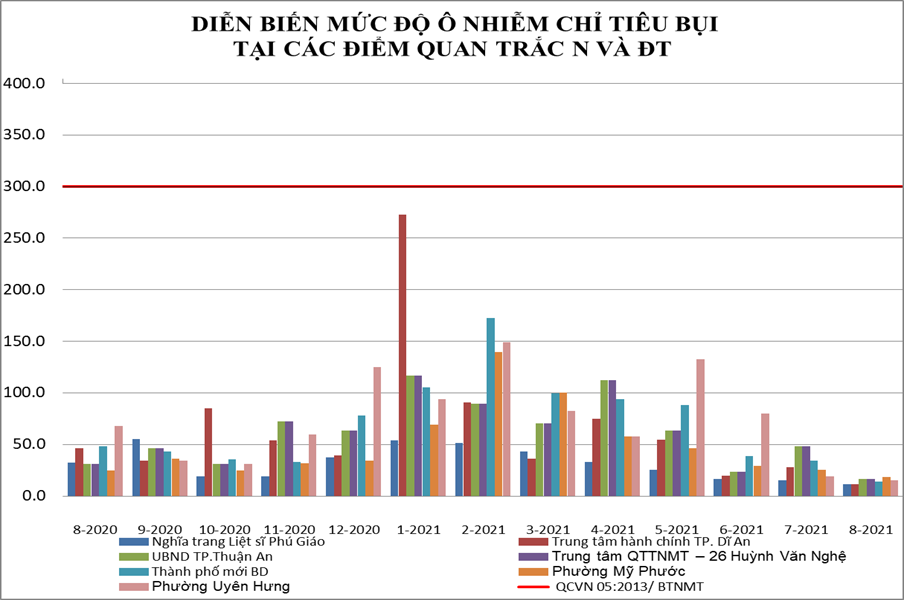 DIỄN BIẾN MỨC ĐỘ Ô NHIỄM CHỈ TIÊU BỤI
TẠI CÁC ĐIỂM QUAN TRẮC N VÀ ĐT
400.0
350.0
300.0
250.0
200.0
150.0
100.0
50.0
0.0
8-2020 9-2020 10-2020 11-2020 12-2020 1-2021 2-2021 3-2021 4-2021 5-2021 6-2021 7-2021 8-2021
Nghĩa trang Liệt sĩ Phú Giáo Trung tâm hành chính TP. Dĩ An
UBND TP.Thuận An Trung tâm QTTNMT – 26 Huỳnh Văn Nghệ
Thành phố mới BD Phường Mỹ Phước
Phường Uyên Hưng QCVN 05:2013/ BTNMT